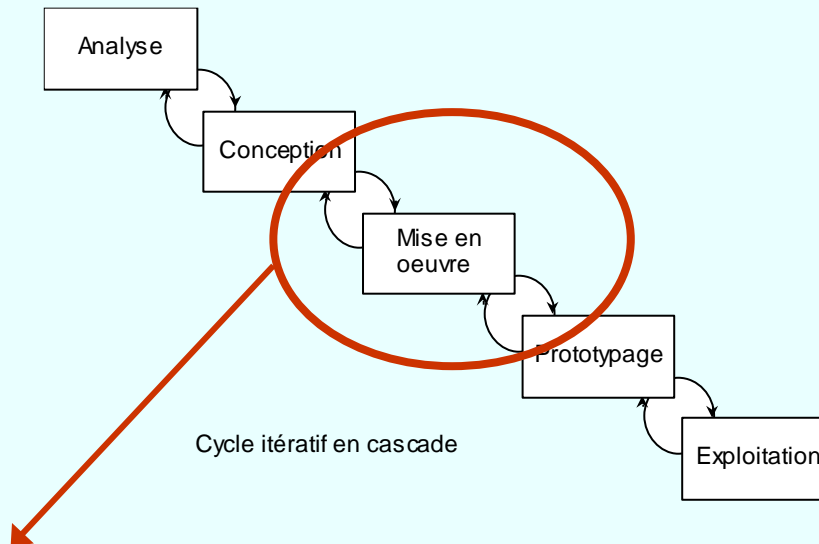 Analyse
Conception
Mise en
oeuvre
Prototypage
Cycle itératif en cascade
Exploitation